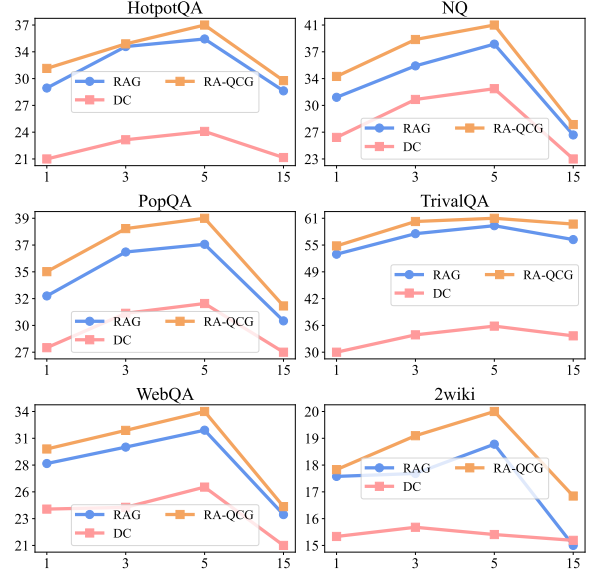 HotpotQA
37
34
30
27
24
21
RAG
RA-QCG
DC
1 3 5 15
NQ
41
37
34
30
27
23
RAG
RA-QCG
DC
1 3 5 15
PopQA
39
37
35
32
30
27
RAG
RA-QCG
DC
1 3 5 15
TrivalQA
61
55
49
42
36
30
RAG
RA-QCG
DC
1 3 5 15
WebQA
34
31
28
26
23
21
RAG
RA-QCG
DC
1 3 5 15
2wiki
20
19
18
17
16
15
RAG
RA-QCG
DC
1 3 5 15